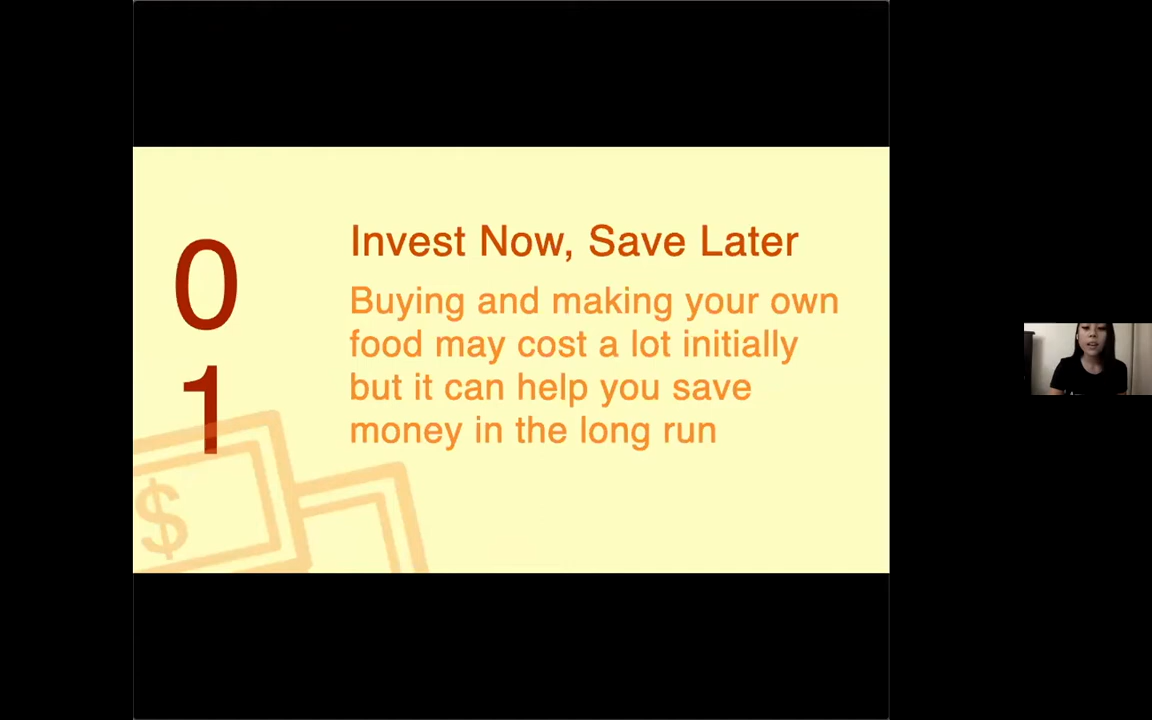 0
1
Invest Now, Save Later
Buying and making your own
food may cost a lot initially
but it can help you save
money in the long run
$